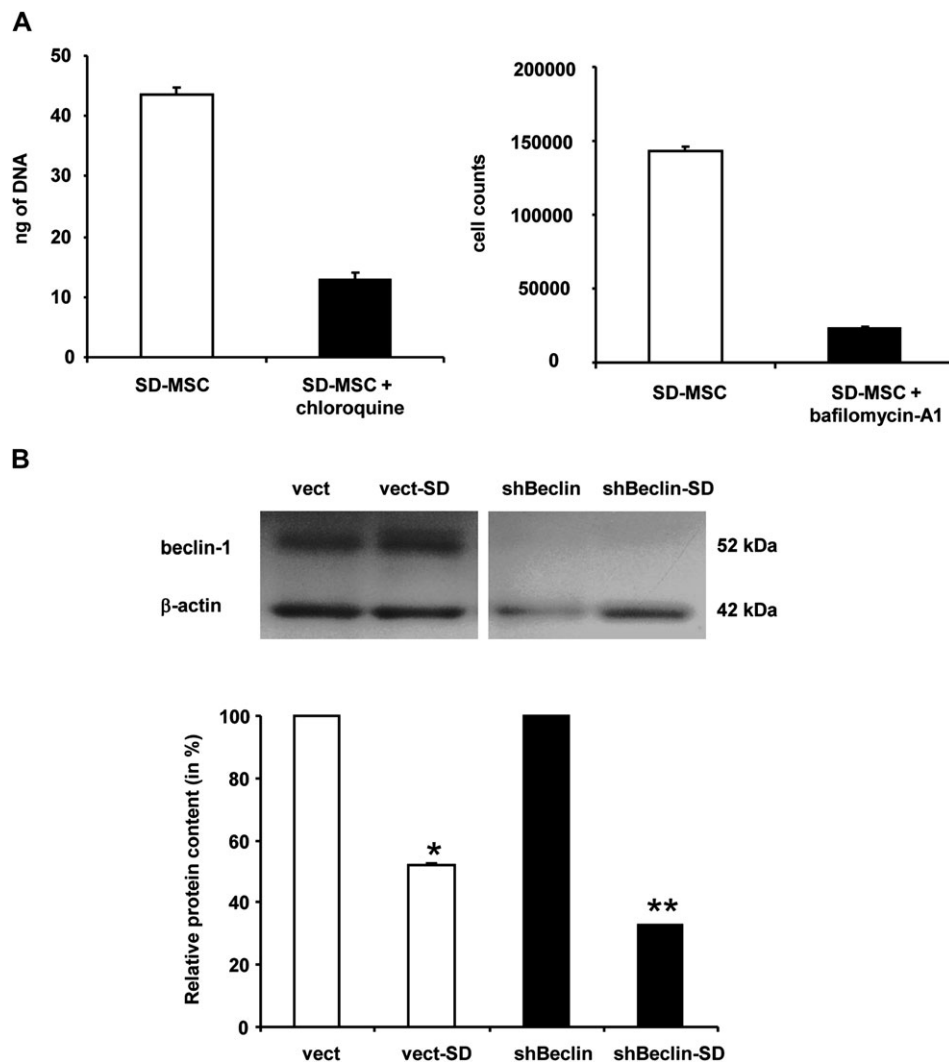 A
50
40
30
20
10
0
ng of DNA
SD-MSC
SD-MSC +
chloroquine
200000
150000
100000
50000
0
cell counts
SD-MSC
SD-MSC +
bafilomycin-A1
B
vect vect-SD shBeclin shBeclin-SD
beclin-1 52 kDa
β-actin 42 kDa
100
80
60
40
20
0
Relative protein content (in %)
*
**
vect vect-SD shBeclin shBeclin-SD